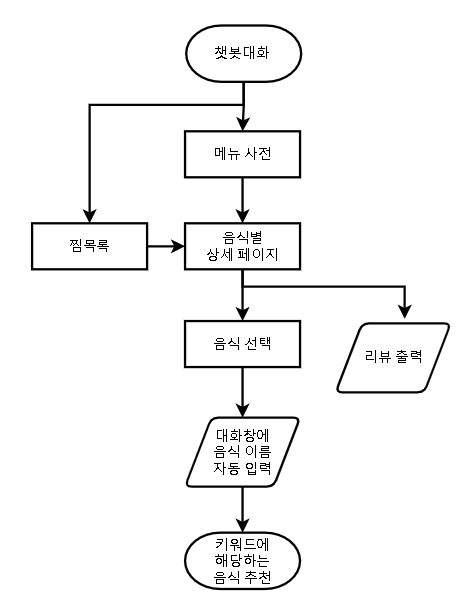 챗봇대화
메뉴 사전
찜목록
음식별
상세 페이지
음식 선택
리뷰 출력
대화창에
음식 이름
자동 입력
키워드에
해당하는
음식 추천